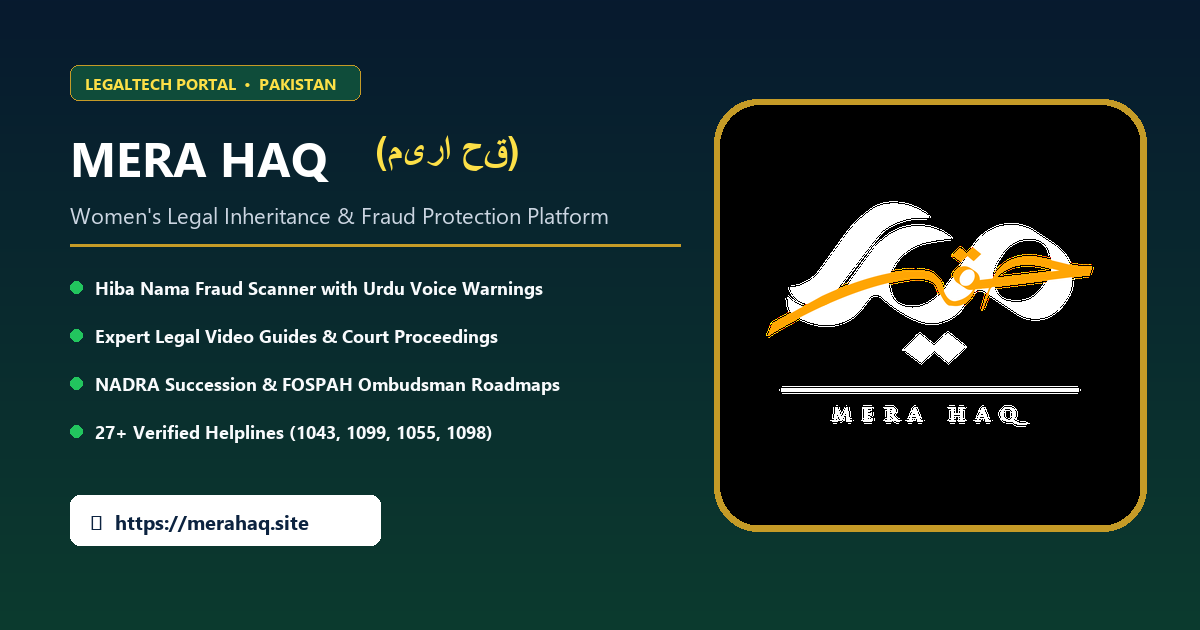 LEGALTECH PORTAL • PAKISTAN
MERA HAQ (میرا حق)
Women's Legal Inheritance & Fraud Protection Platform
Hiba Nama Fraud Scanner with Urdu Voice Warnings
Expert Legal Video Guides & Court Proceedings
NADRA Succession & FOSPAH Ombudsman Roadmaps
27+ Verified Helplines (1043, 1099, 1055, 1098)
https://merahaq.site
میرا حق
MERA HAQ